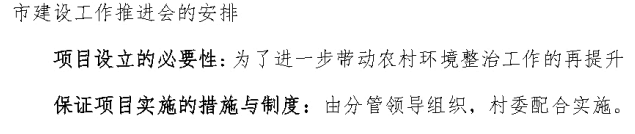 市建设工作推进会的安排
项目设立的必要性：为了进一步带动农村环境整治工作的再提升
保证项目实施的措施与制度：由分管领导组织，村委配合实施。